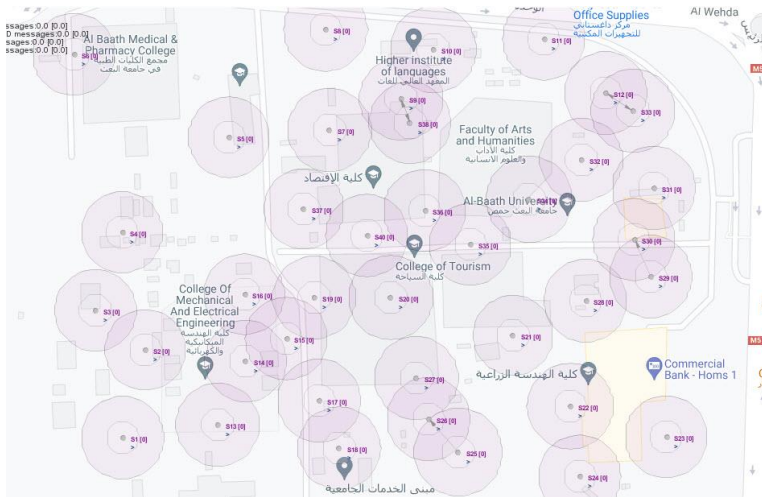 الوحدة
Al Wehda
Office Supplies
مركز داغستاني
للتجهيزات المكتبية
ssages:0.0 [0.0]
D messages:0.0 [0.0]
sages:0.0 [0.0]
ssages:0.0 [0.0]
Al Baath Medical &
Pharmacy College
مجمع الكليات الطبية
في جامعة البعث
S6 [0]
S8 [0]
S10 [0]
S11 [0]
Higher institute
of languages
المعهد العالي للغات
M5
S9 [0]
S38 [0]
S12 [0]
S33 [0]
S5 [0]
S7 [0]
Faculty of Arts
and Humanities
كلية الآداب
والعلوم الانسانية
S32 [0]
كلية الإقتصاد
S31 [0]
Al-Baath University
جامعة البعث حمص
S37 [0]
S36 [0]
S4 [0]
S40 [0]
S35 [0]
S30 [0]
College of Tourism
كلية السياحة
S29 [0]
College Of
Mechanical
And Electrical
Engineering
كلية الهندسة
الميكانيكية
والكهربائية
S16 [0]
S19 [0]
S20 [0]
S28 [0]
S3 [0]
S15 [0]
S21 [0]
M5
S2 [0]
S14 [0]
كلية الهندسة الزراعية
Commercial
Bank - Homs 1
S27 [0]
S17 [0]
S22 [0]
S26 [0]
S1 [0]
S13 [0]
S23 [0]
S18 [0]
S25 [0]
S24 [0]
مبنى الخدمات الجامعية